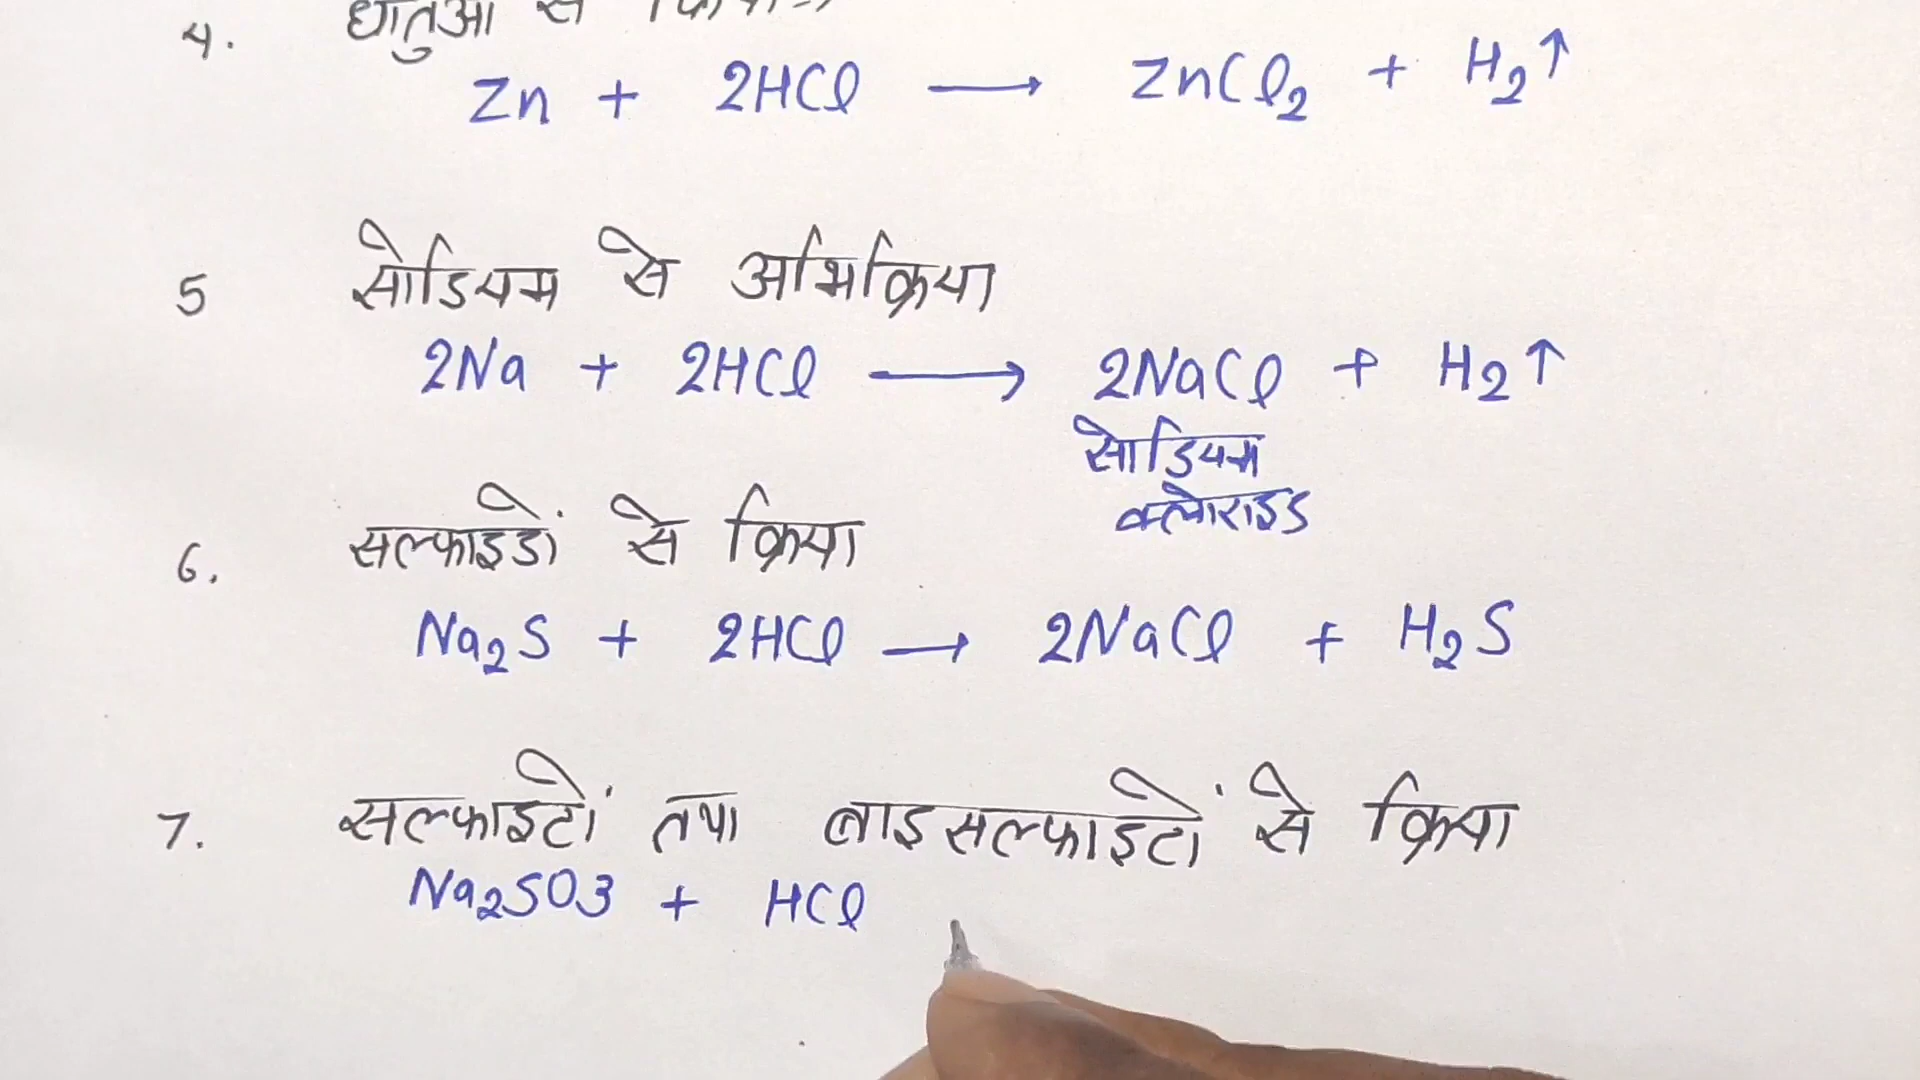 4. धातुओं से
Zn + 2HCl ⟶ ZnCl₂ + H₂↑
5 सोडियम से अभिक्रिया
2Na + 2HCl ⟶ 2NaCl + H₂↑
सोडियम
क्लोराइड
6. सल्फाइडों से क्रिया
Na₂S + 2HCl ⟶ 2NaCl + H₂S
7. सल्फाइटों तथा बाइसल्फाइटों से क्रिया
Na₂SO3 + HCl